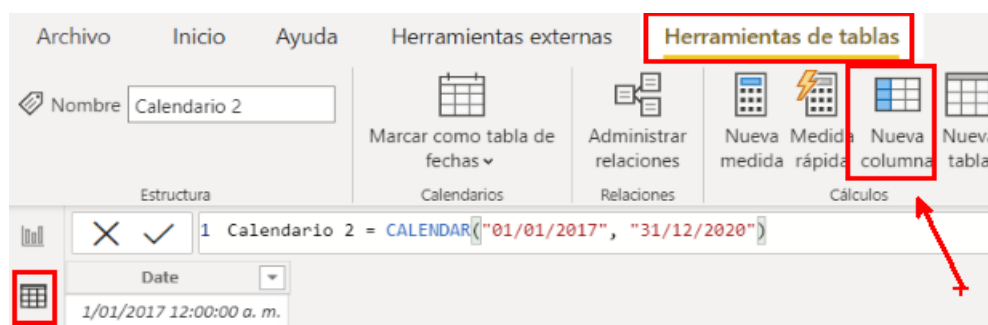 Archivo Inicio Ayuda Herramientas externas Herramientas de tablas
Nombre Calendario 2
Marcar como tabla de
fechas
Administrar
relaciones
Nueva
medida
Medida
rápida
Nueva
columna
Nueva
tabla
Estructura Calendarios Relaciones Cálculos
1 Calendario 2 = CALENDAR("01/01/2017", "31/12/2020")
Date
1/01/2017 12:00:00 a. m.